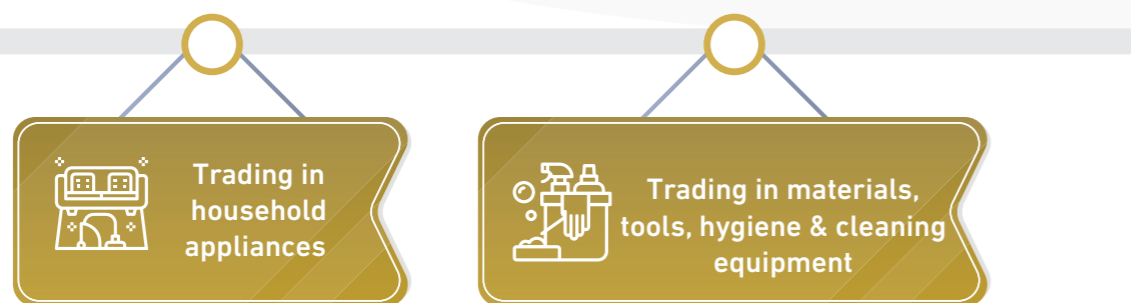 Trading in
household
appliances
Trading in materials,
tools, hygiene & cleaning
equipment